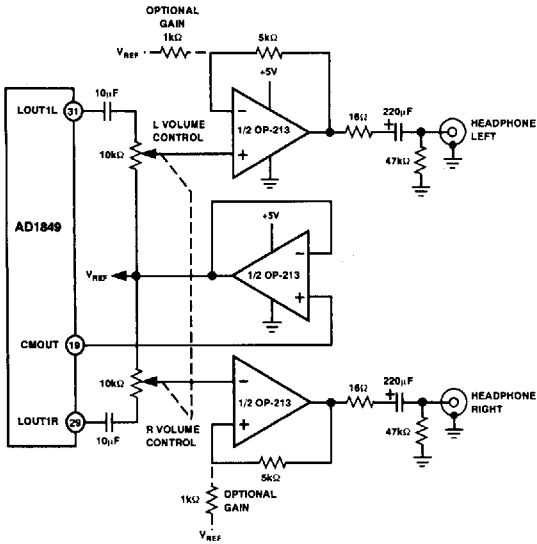 OPTIONAL
GAIN
1kΩ
VREF
5kΩ
+5V
10µF
LOUT1L
31
L VOLUME
CONTROL
−
+
1/2 OP-213
16Ω
220µF
+
HEADPHONE
LEFT
47kΩ
10kΩ
AD1849
+5V
VREF
1/2 OP-213
−
+
CMOUT
19
10kΩ
−
+
1/2 OP-213
16Ω
220µF
+
HEADPHONE
RIGHT
47kΩ
LOUT1R
29
10µF
R VOLUME
CONTROL
5kΩ
1kΩ
OPTIONAL
GAIN
VREF